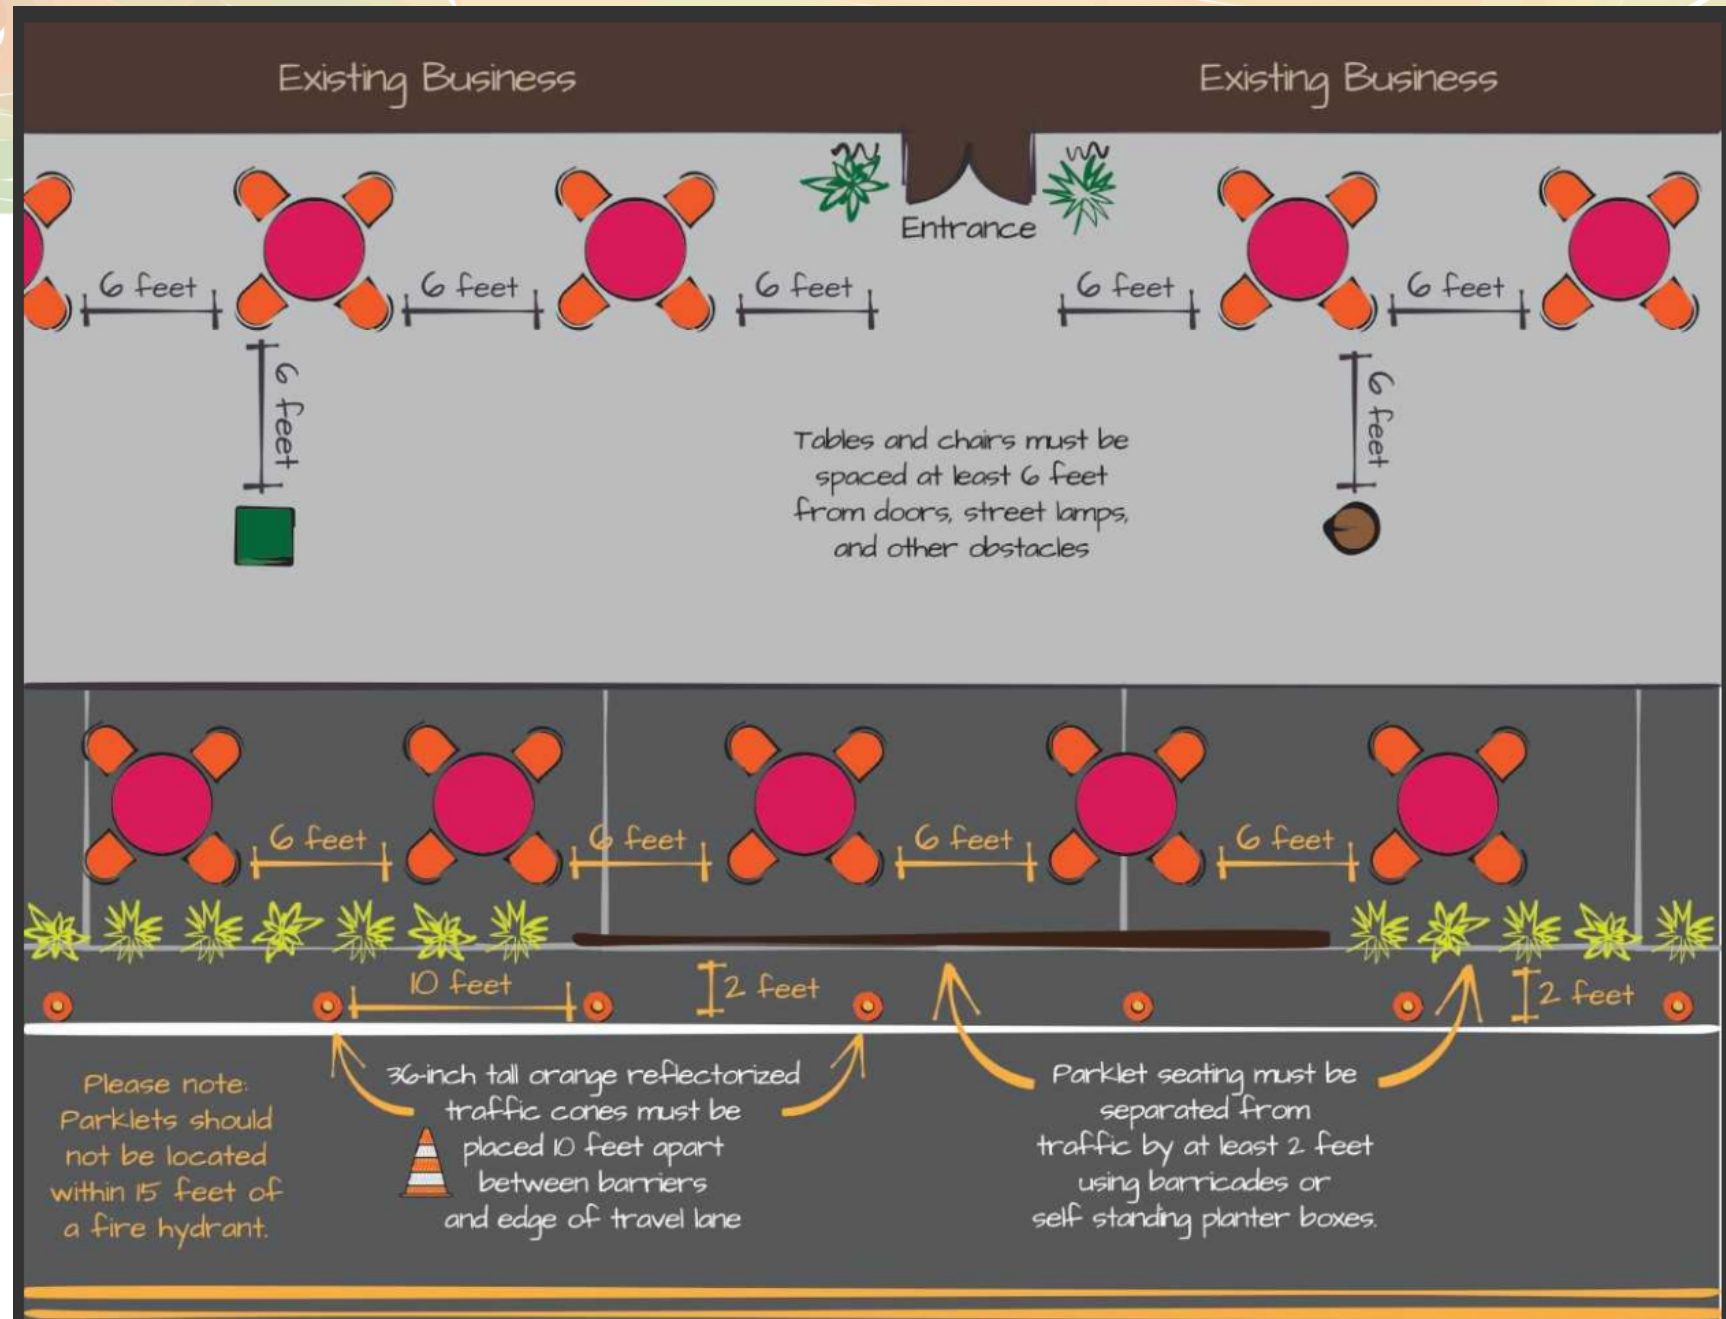 Existing Business
Existing Business
Entrance
6 feet
6 feet
6 feet
6 feet
6 feet
6 feet
6 feet
Tables and chairs must be
spaced at least 6 feet
from doors, street lamps,
and other obstacles
6 feet
6 feet
6 feet
6 feet
10 feet
2 feet
2 feet
Please note:
Parklets should
not be located
within 15 feet of
a fire hydrant.
36-inch tall orange reflectorized
traffic cones must be
placed 10 feet apart
between barriers
and edge of travel lane
Parklet seating must be
separated from
traffic by at least 2 feet
using barricades or
self standing planter boxes.